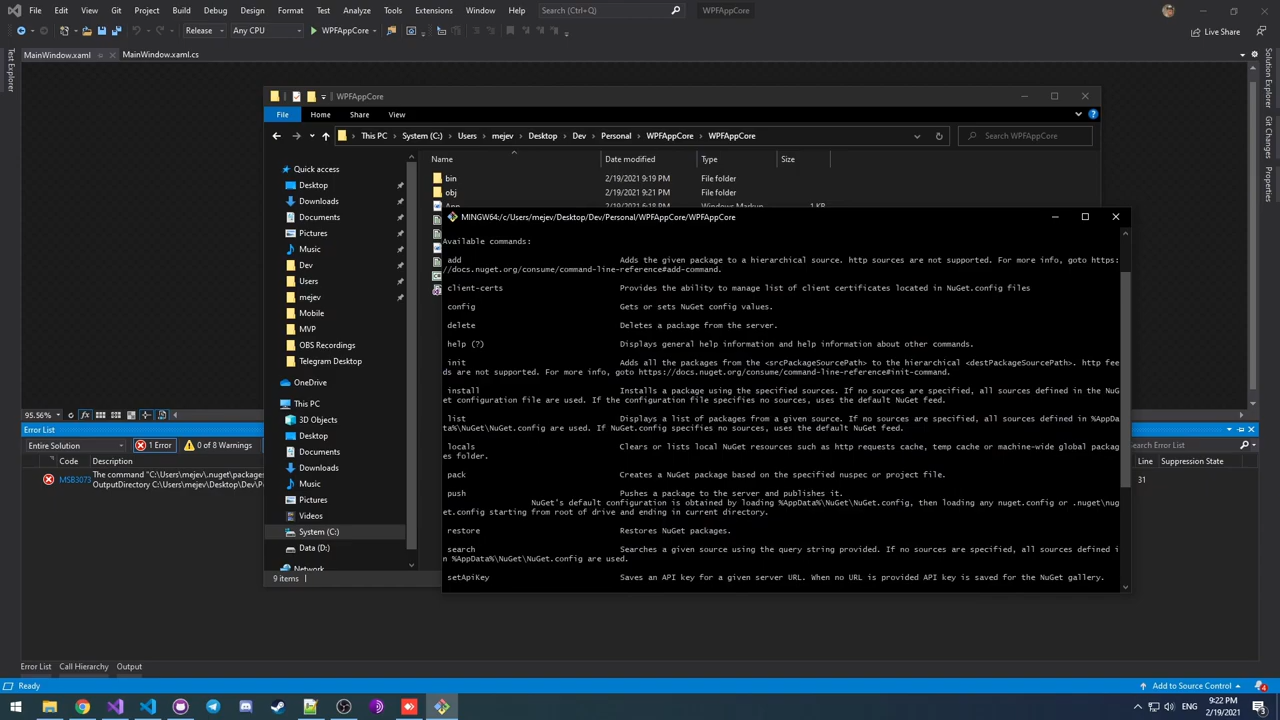 File Edit View Git Project Build Debug Design Format Test Analyze Tools Extensions Window Help Search (Ctrl+Q) WPFAppCore
Release Any CPU WPFAppCore Live Share
MainWindow.xaml MainWindow.xaml.cs
Test Explorer
Solution Explorer Git Changes Properties
WPFAppCore
File Home Share View
This PC System (C:) Users mejev Desktop Dev Personal WPFAppCore WPFAppCore Search WPFAppCore
Name Date modified Type Size
bin 2/19/2021 9:19 PM File folder
obj 2/19/2021 9:21 PM File folder
App 2/19/2021 6:18 PM Windows Markup 1 KB
Quick access
Desktop
Downloads
Documents
Pictures
Music
Dev
Users
mejev
Mobile
MVP
OBS Recordings
Telegram Desktop
OneDrive
This PC
3D Objects
Desktop
Documents
Downloads
Music
Pictures
Videos
System (C:)
Data (D:)
Network
9 items
MINGW64:/c/Users/mejev/Desktop/Dev/Personal/WPFAppCore/WPFAppCore
Available commands:
add Adds the given package to a hierarchical source. http sources are not supported. For more info, goto https:
//docs.nuget.org/consume/command-line-reference#add-command.
client-certs Provides the ability to manage list of client certificates located in NuGet.config files
config Gets or sets NuGet config values.
delete Deletes a package from the server.
help (?) Displays general help information and help information about other commands.
init Adds all the packages from the <srcPackageSourcePath> to the hierarchical <destPackageSourcePath>. http fee
ds are not supported. For more info, goto https://docs.nuget.org/consume/command-line-reference#init-command.
install Installs a package using the specified sources. If no sources are specified, all sources defined in the NuG
et configuration file are used. If the configuration file specifies no sources, uses the default NuGet feed.
list Displays a list of packages from a given source. If no sources are specified, all sources defined in %AppDa
ta%\NuGet\NuGet.config are used. If NuGet.config specifies no sources, uses the default NuGet feed.
locals Clears or lists local NuGet resources such as http requests cache, temp cache or machine-wide global packag
es folder.
pack Creates a NuGet package based on the specified nuspec or project file.
push Pushes a package to the server and publishes it.
NuGet's default configuration is obtained by loading %AppData%\NuGet\NuGet.config, then loading any nuget.config or .nuget\nug
et.config starting from root of drive and ending in current directory.
restore Restores NuGet packages.
search Searches a given source using the query string provided. If no sources are specified, all sources defined i
n %AppData%\NuGet\NuGet.config are used.
setApiKey Saves an API key for a given server URL. When no URL is provided API key is saved for the NuGet gallery.
95.56%
Error List
Entire Solution 1 Error 0 of 8 Warnings Search Error List
Code Description Line Suppression State
MSB3073 The command "C:\Users\mejev\.nuget\packages 31
OutputDirectory C:\Users\mejev\Desktop\Dev\P
Error List Call Hierarchy Output
Ready Add to Source Control 4
ENG 9:22 PM
2/19/2021 3